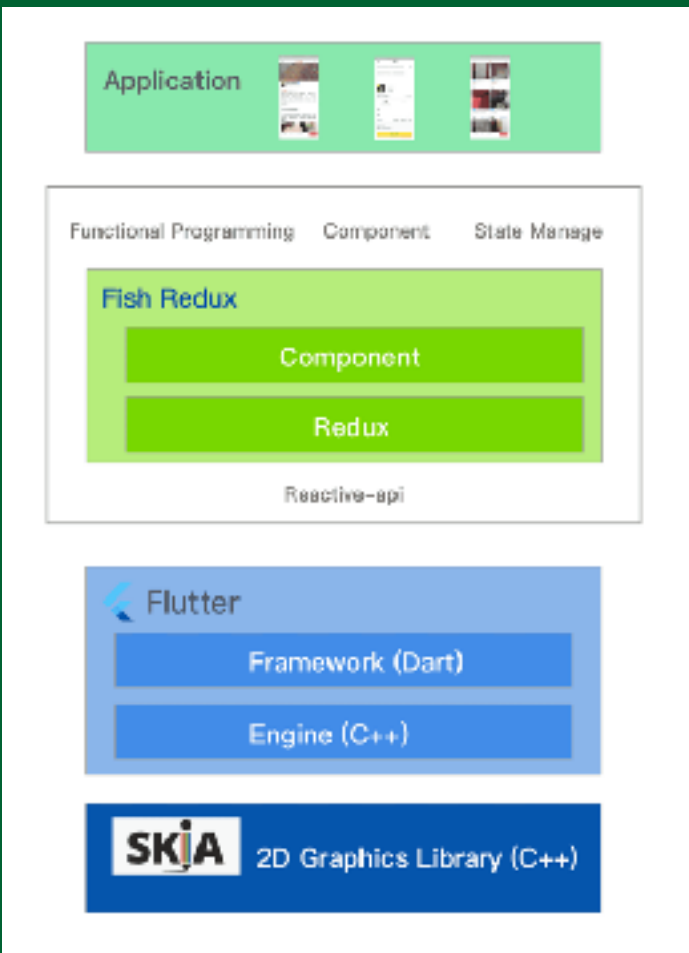 Application
Functional Programming Component State Manage
Fish Redux
Component
Redux
Reactive-api
Flutter
Framework (Dart)
Engine (C++)
SKiA 2D Graphics Library (C++)